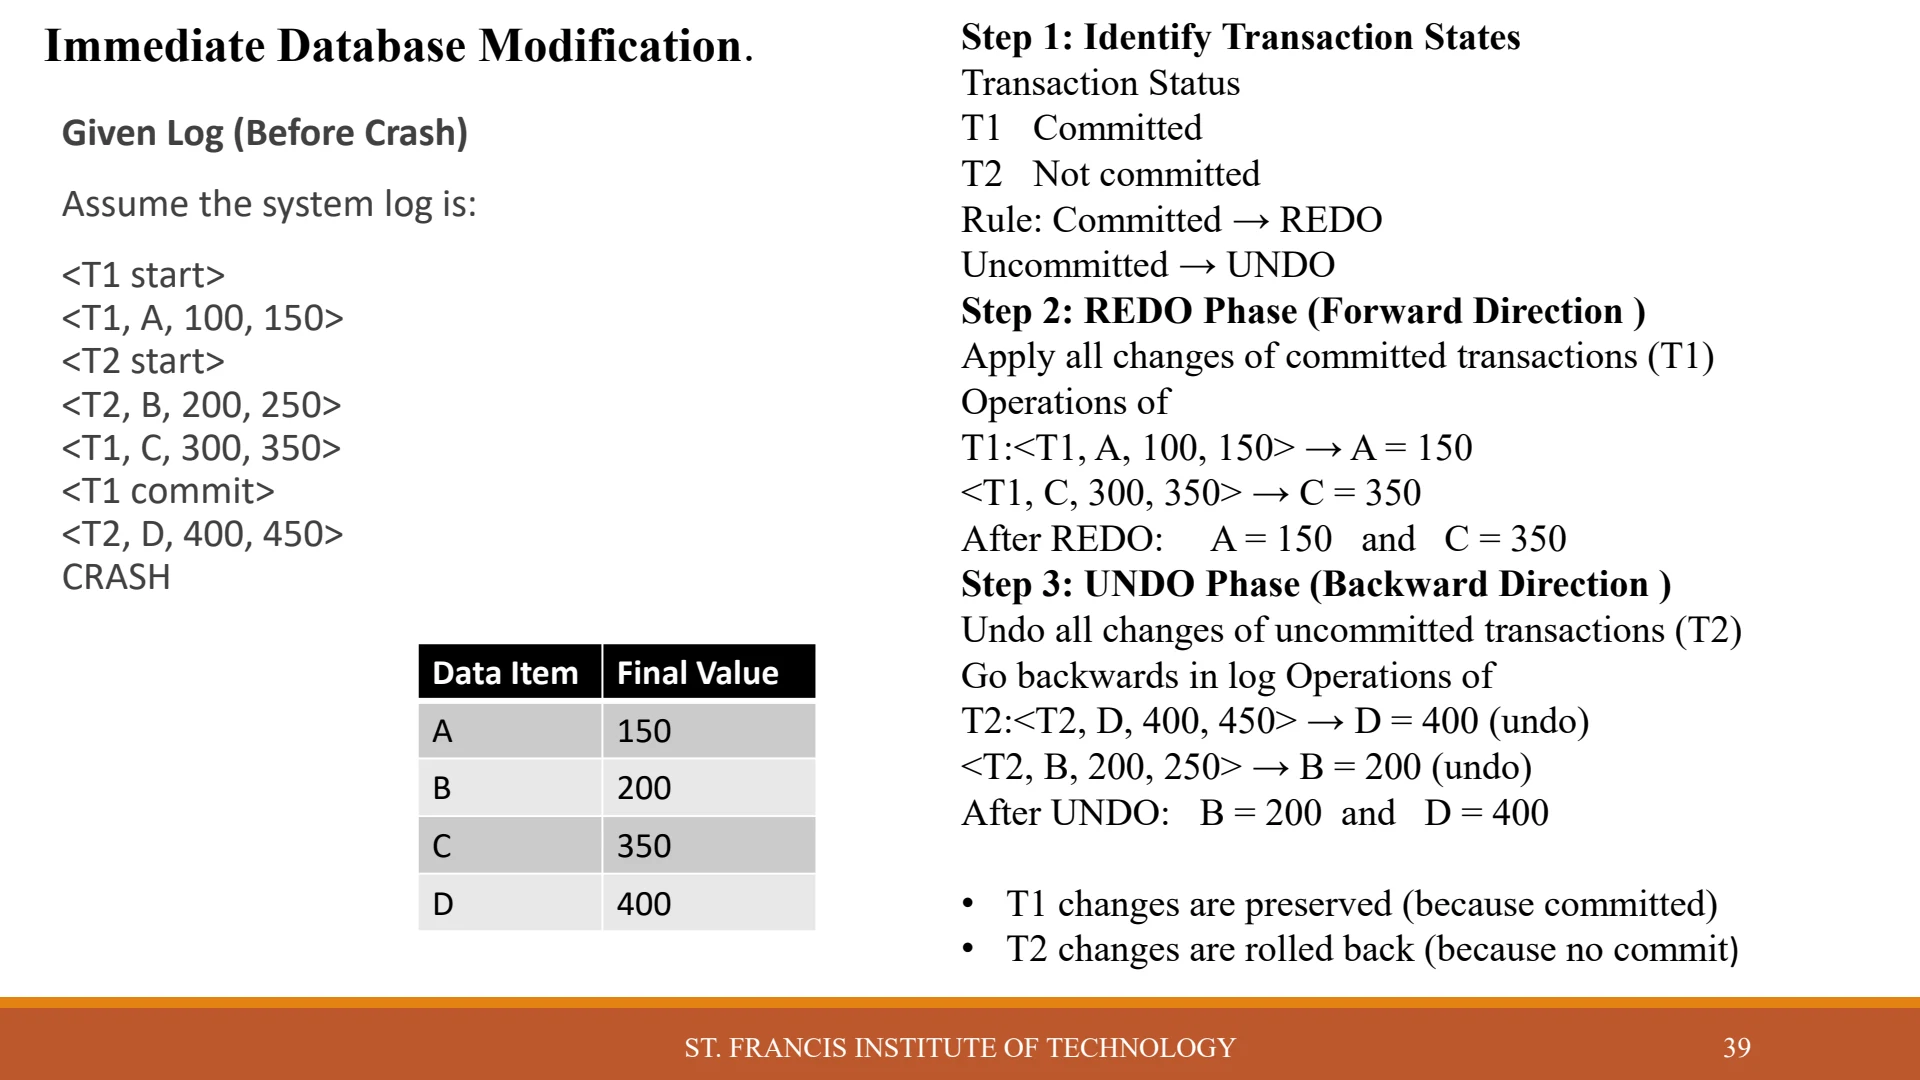 Immediate Database Modification.
Given Log (Before Crash)
Assume the system log is:
<T1 start>
<T1, A, 100, 150>
<T2 start>
<T2, B, 200, 250>
<T1, C, 300, 350>
<T1 commit>
<T2, D, 400, 450>
CRASH
Data Item Final Value
A 150
B 200
C 350
D 400
Step 1: Identify Transaction States
Transaction Status
T1 Committed
T2 Not committed
Rule: Committed → REDO
Uncommitted → UNDO
Step 2: REDO Phase (Forward Direction )
Apply all changes of committed transactions (T1)
Operations of
T1:<T1, A, 100, 150> → A = 150
<T1, C, 300, 350> → C = 350
After REDO: A = 150 and C = 350
Step 3: UNDO Phase (Backward Direction )
Undo all changes of uncommitted transactions (T2)
Go backwards in log Operations of
T2:<T2, D, 400, 450> → D = 400 (undo)
<T2, B, 200, 250> → B = 200 (undo)
After UNDO: B = 200 and D = 400
• T1 changes are preserved (because committed)
• T2 changes are rolled back (because no commit)
ST. FRANCIS INSTITUTE OF TECHNOLOGY
39